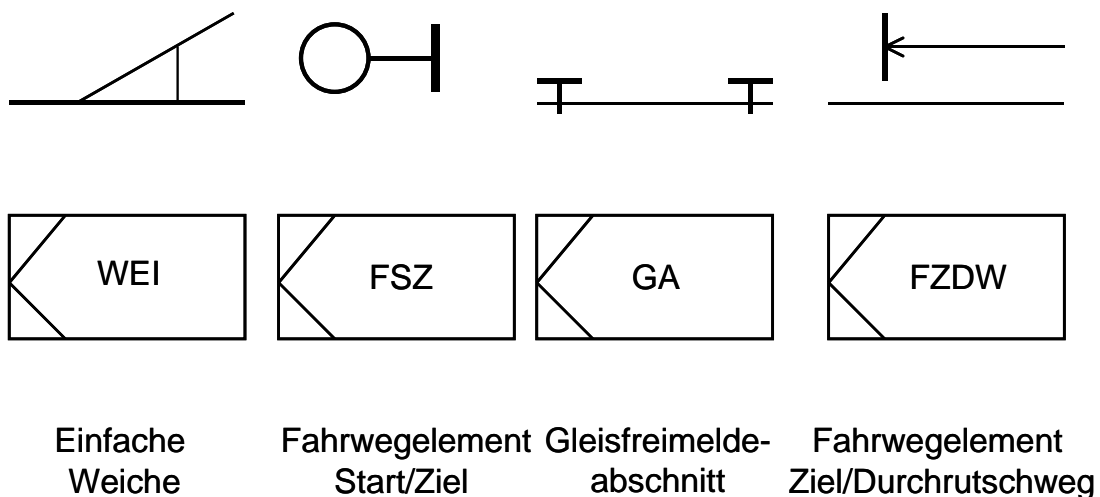 WEI
FSZ
GA
FZDW
Einfache
Weiche
Fahrwegelement
Start/Ziel
Gleisfreimelde-
abschnitt
Fahrwegelement
Ziel/Durchrutschweg